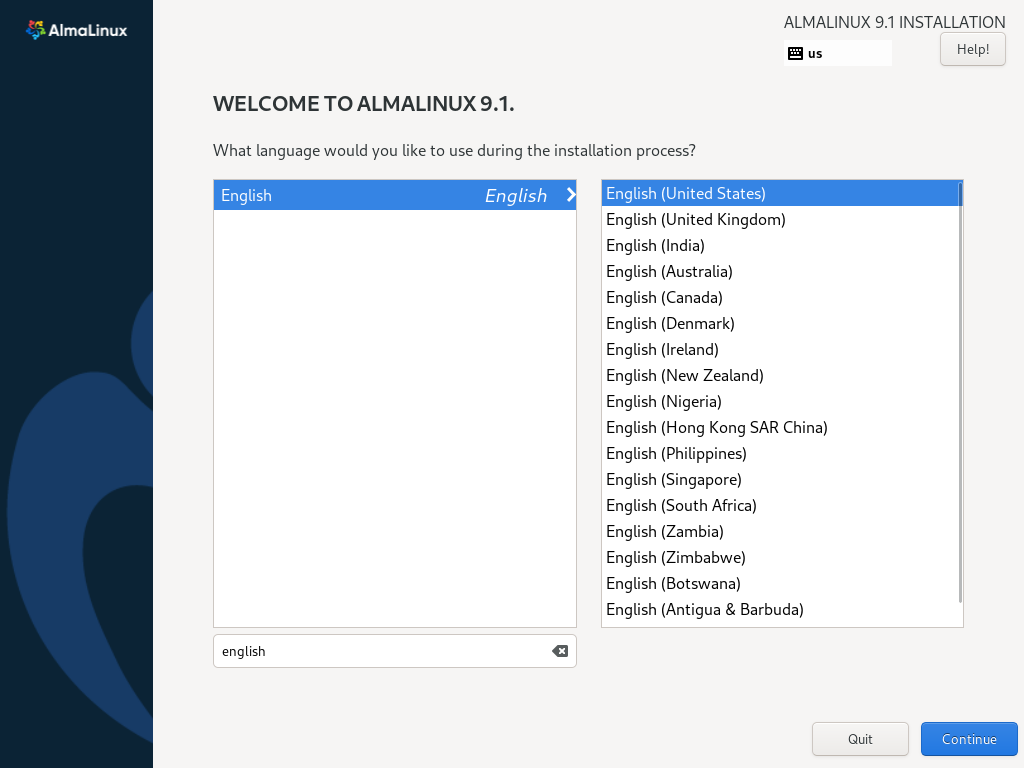 AlmaLinux
ALMALINUX 9.1 INSTALLATION
us
Help!
WELCOME TO ALMALINUX 9.1.
What language would you like to use during the installation process?
English English
English (United States)
English (United Kingdom)
English (India)
English (Australia)
English (Canada)
English (Denmark)
English (Ireland)
English (New Zealand)
English (Nigeria)
English (Hong Kong SAR China)
English (Philippines)
English (Singapore)
English (South Africa)
English (Zambia)
English (Zimbabwe)
English (Botswana)
English (Antigua & Barbuda)
english
Quit
Continue